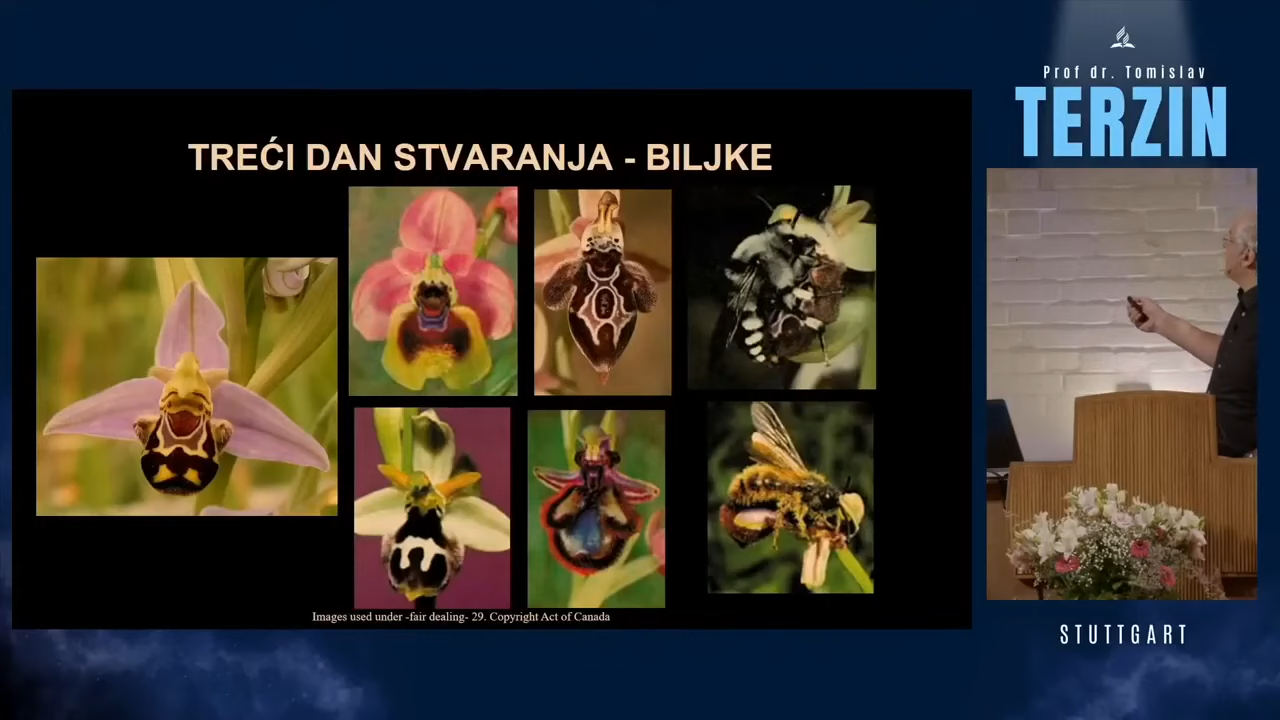 Prof dr. Tomislav
TERZIN
TREĆI DAN STVARANJA - BILJKE
Images used under -fair dealing- 29. Copyright Act of Canada
STUTTGART